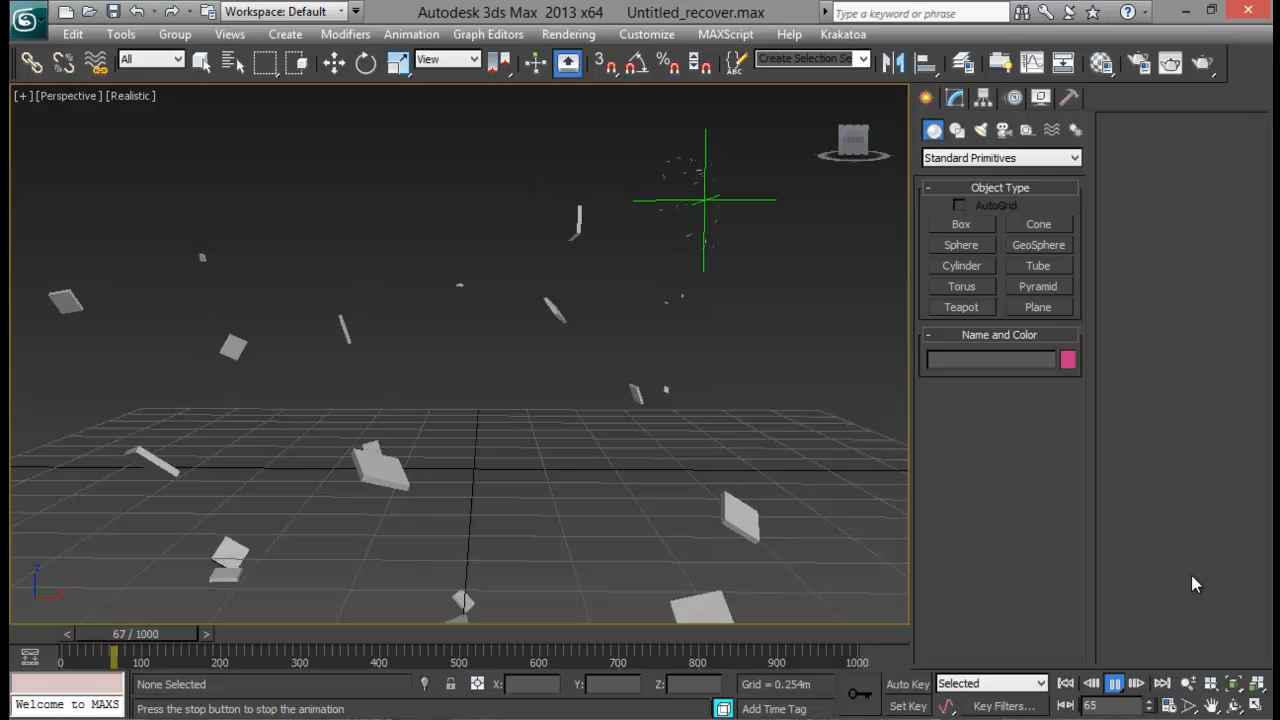 Workspace: Default
Autodesk 3ds Max 2013 x64
Untitled_recover.max
Type a keyword or phrase
Edit
Tools
Group
Views
Create
Modifiers
Animation
Graph Editors
Rendering
Customize
MAXScript
Help
Krakatoa
All
View
3
Create Selection Se
ABC
[+] [Perspective] [Realistic]
FRONT
Standard Primitives
Object Type
AutoGrid
Box
Cone
Sphere
GeoSphere
Cylinder
Tube
Torus
Pyramid
Teapot
Plane
Name and Color
z
x
< 67 / 1000 >
0 100 200 300 400 500 600 700 800 900 1000
None Selected
X:
Y:
Z:
Grid = 0.254m
Auto Key
Selected
Welcome to MAXS
Press the stop button to stop the animation
Add Time Tag
Set Key
Key Filters...
65